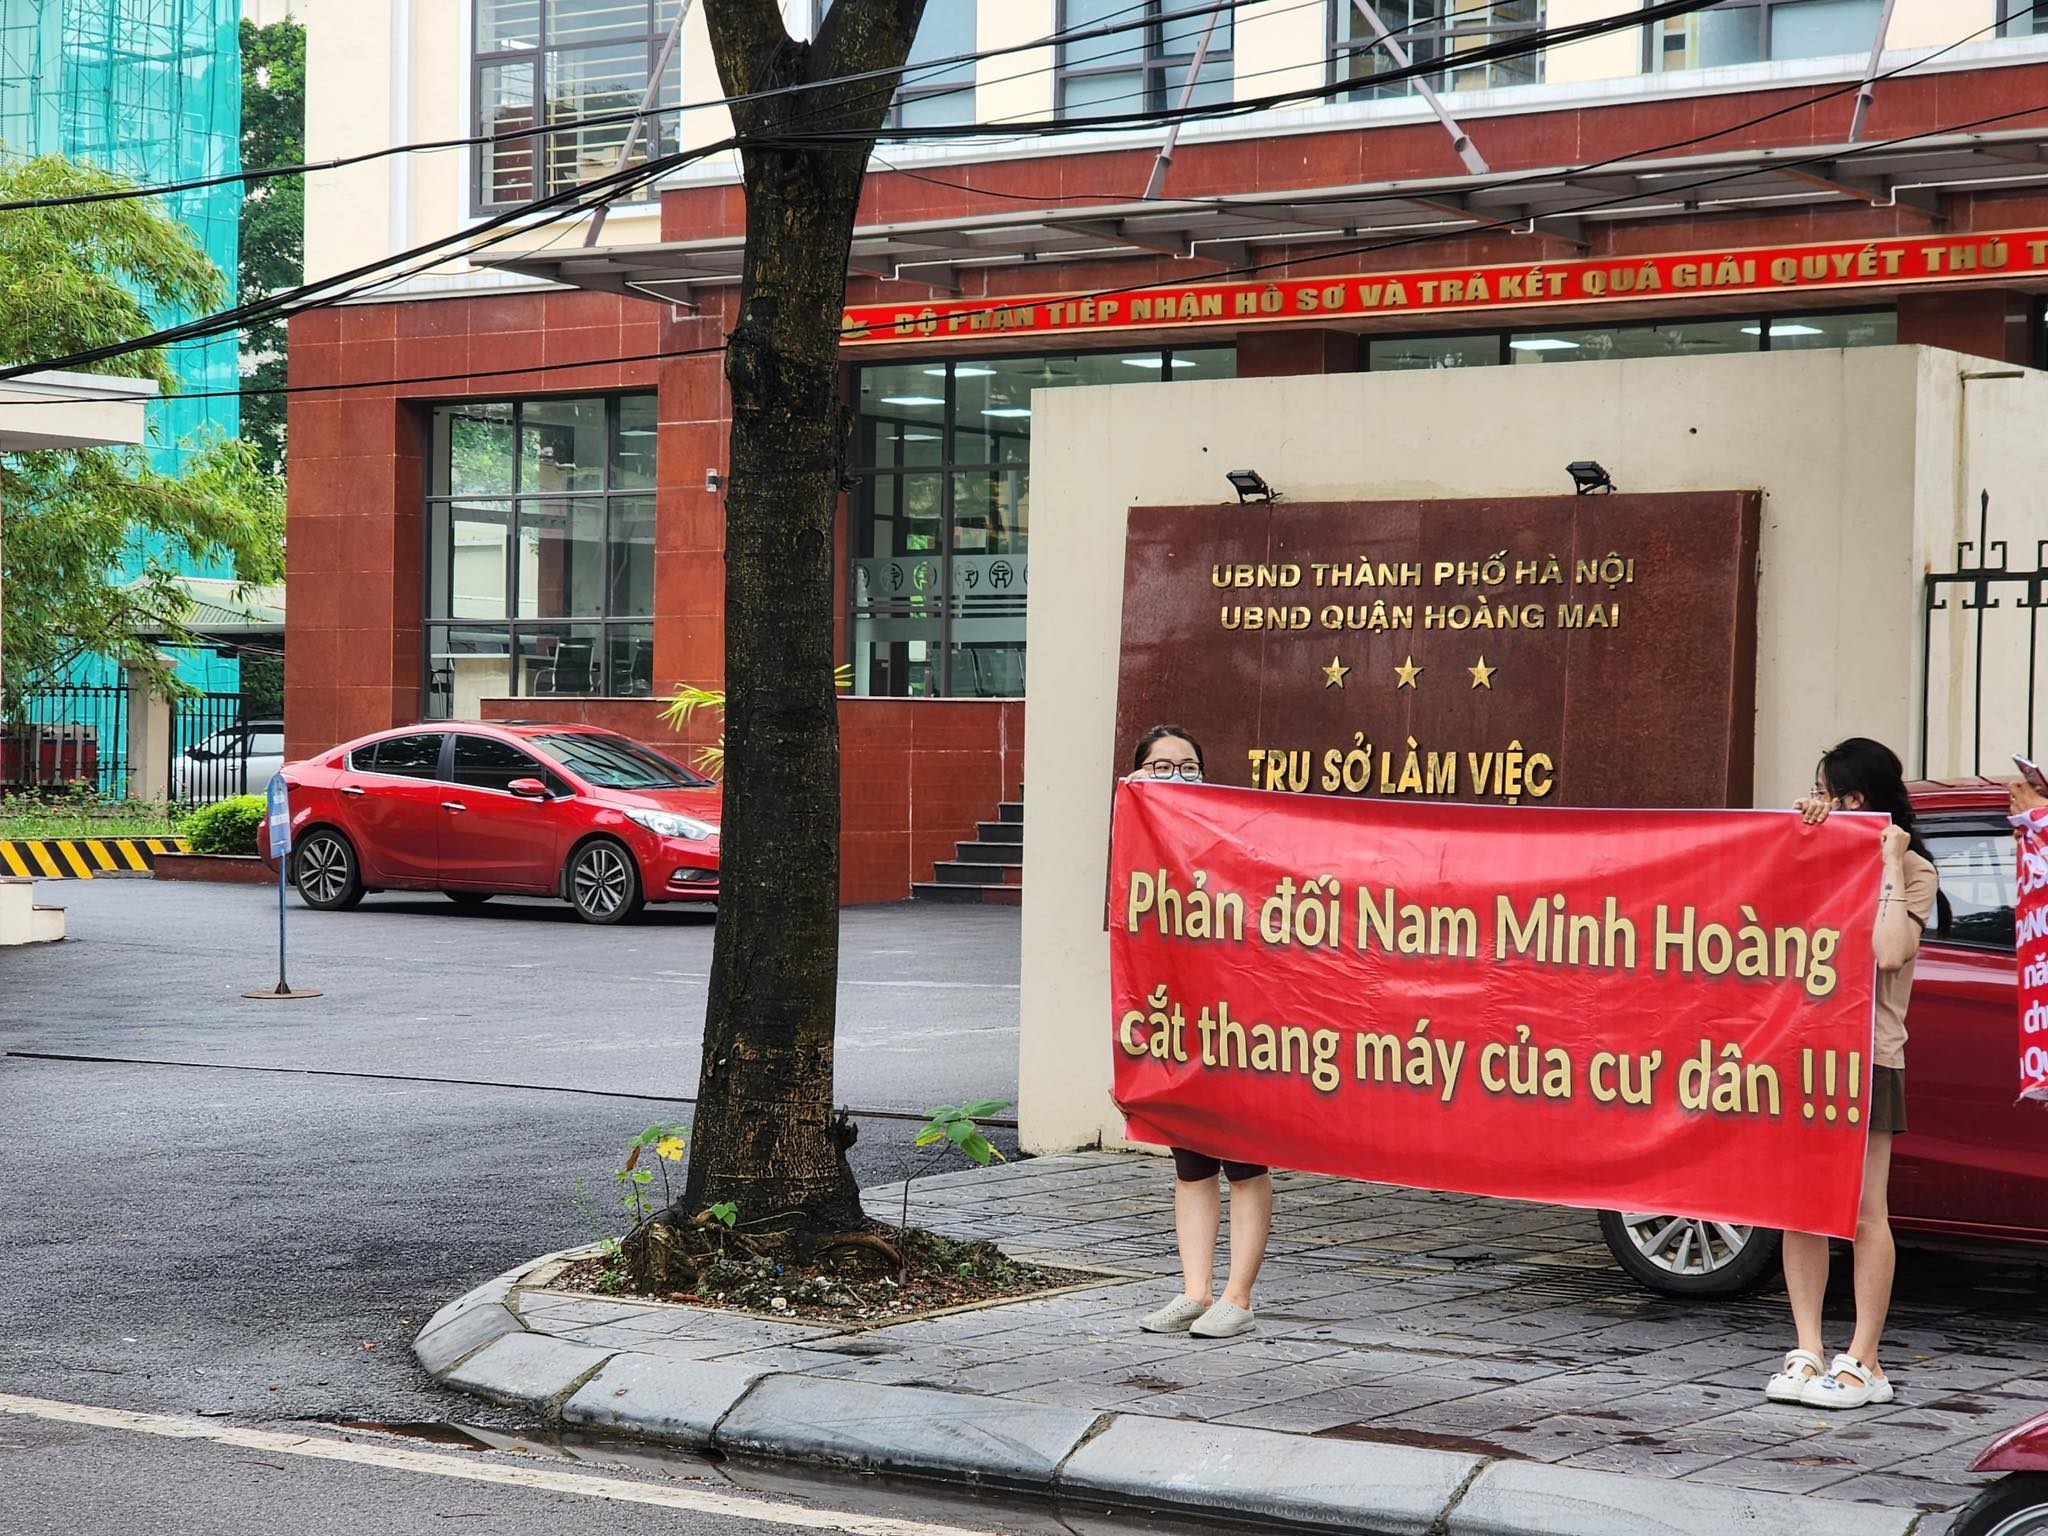 BỘ PHẬN TIẾP NHẬN HỒ SƠ VÀ TRẢ KẾT QUẢ GIẢI QUYẾT THỦ T
UBND THÀNH PHỐ HÀ NỘI
UBND QUẬN HOÀNG MAI
TRỤ SỞ LÀM VIỆC
Phản đối Nam Minh Hoàng
cắt thang máy của cư dân !!!